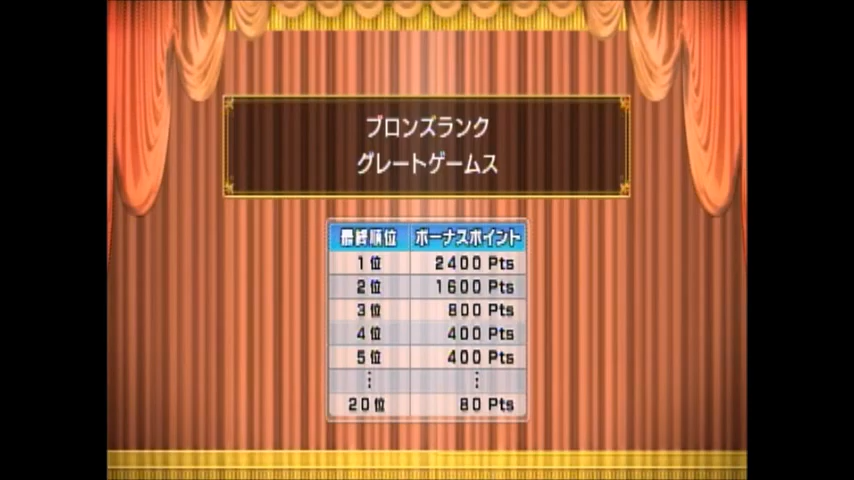 ブロンズランク
グレートゲームス
最終順位 ボーナスポイント
1位 2400 Pts
2位 1600 Pts
3位 800 Pts
4位 400 Pts
5位 400 Pts
⋮ ⋮
20位 80 Pts